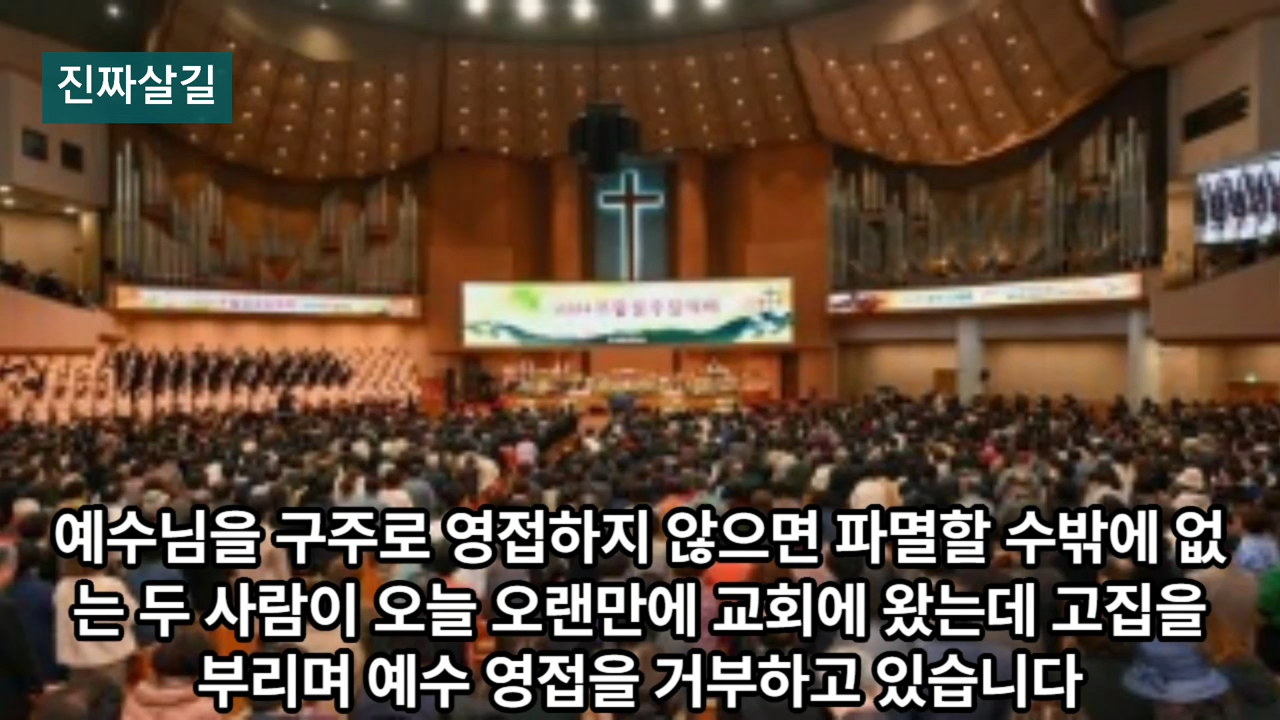 진짜살길
예수님을 구주로 영접하지 않으면 파멸할 수밖에 없
는 두 사람이 오늘 오랜만에 교회에 왔는데 고집을
부리며 예수 영접을 거부하고 있습니다